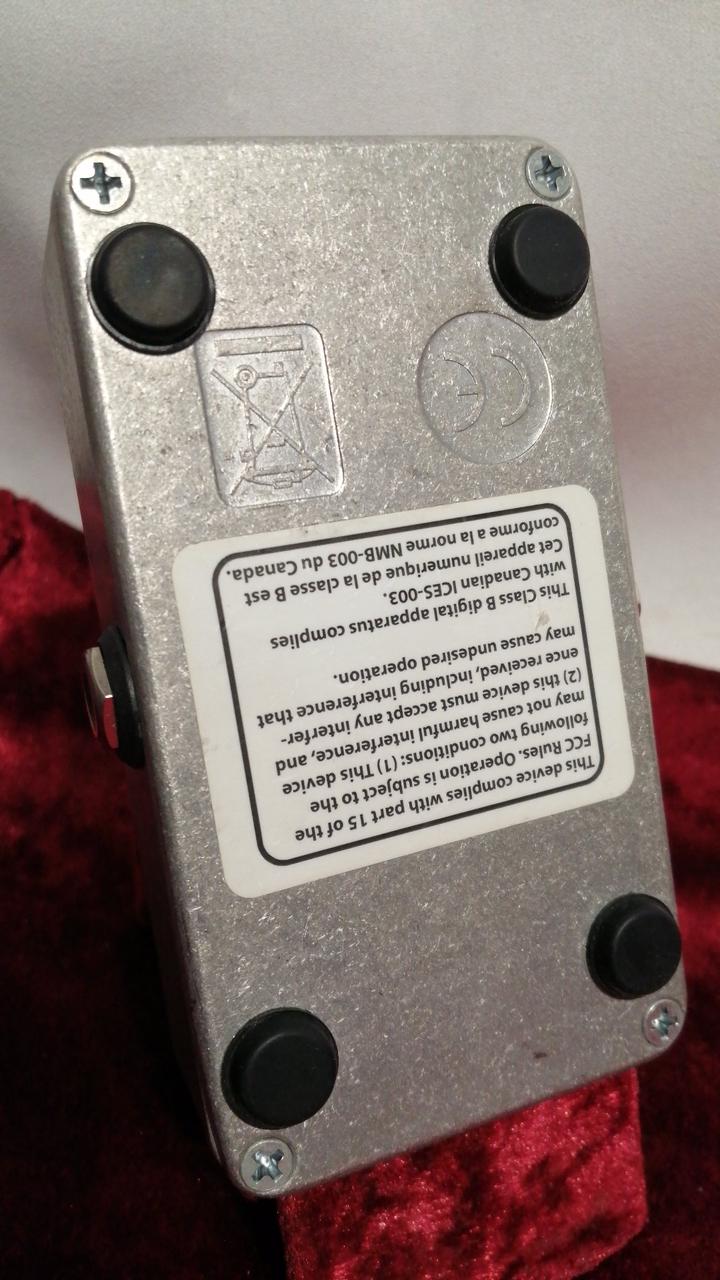 This device complies with part 15 of the
FCC Rules. Operation is subject to the
following two conditions: (1) This device
may not cause harmful interference, and
(2) this device must accept any interfer-
ence received, including interference that
may cause undesired operation.
This Class B digital apparatus complies
with Canadian ICES-003.
Cet appareil numerique de la classe B est
conforme a la norme NMB-003 du Canada.
CE